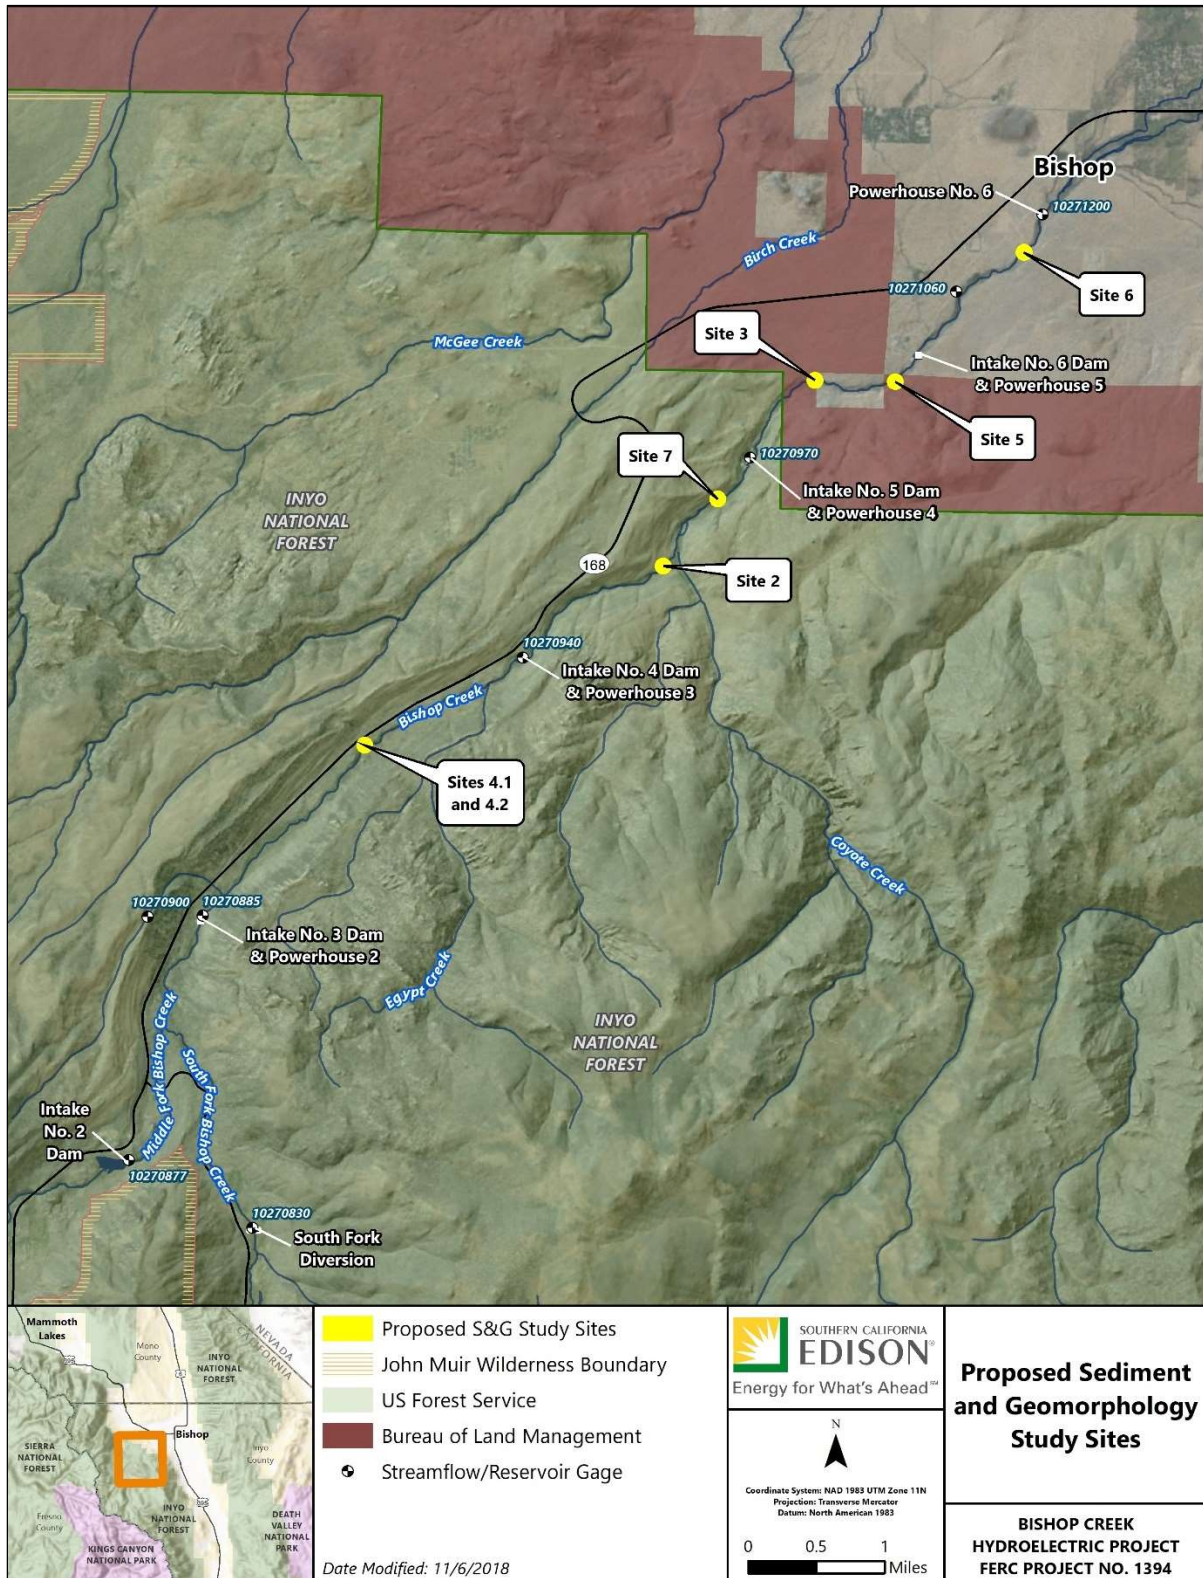 Bishop
Powerhouse No. 6
10271200
Birch Creek
10271060
Site 6
McGee Creek
Site 3
Intake No. 6 Dam
& Powerhouse 5
Site 5
Site 7
10270970
Intake No. 5 Dam
& Powerhouse 4
INYO
NATIONAL
FOREST
168
Site 2
10270940
Intake No. 4 Dam
& Powerhouse 3
Bishop Creek
Sites 4.1
and 4.2
Coyote Creek
10270900
10270885
Intake No. 3 Dam
& Powerhouse 2
Egypt Creek
INYO
NATIONAL
FOREST
Middle Fork Bishop Creek
South Fork Bishop Creek
Intake
No. 2
Dam
10270877
10270830
South Fork
Diversion
Mammoth
Lakes
Mono
County
NEVADA
CALIFORNIA
INYO
NATIONAL
FOREST
395
6
Bishop
SIERRA
NATIONAL
FOREST
Inyo
County
395
Fresno
County
INYO
NATIONAL
FOREST
KINGS CANYON
NATIONAL PARK
DEATH
VALLEY
NATIONAL
PARK
Proposed S&G Study Sites
John Muir Wilderness Boundary
US Forest Service
Bureau of Land Management
Streamflow/Reservoir Gage
Date Modified: 11/6/2018
SOUTHERN CALIFORNIA
EDISON®
Energy for What's Ahead℠
N
Coordinate System: NAD 1983 UTM Zone 11N
Projection: Transverse Mercator
Datum: North American 1983
0 0.5 1
Miles
Proposed Sediment
and Geomorphology
Study Sites
BISHOP CREEK
HYDROELECTRIC PROJECT
FERC PROJECT NO. 1394